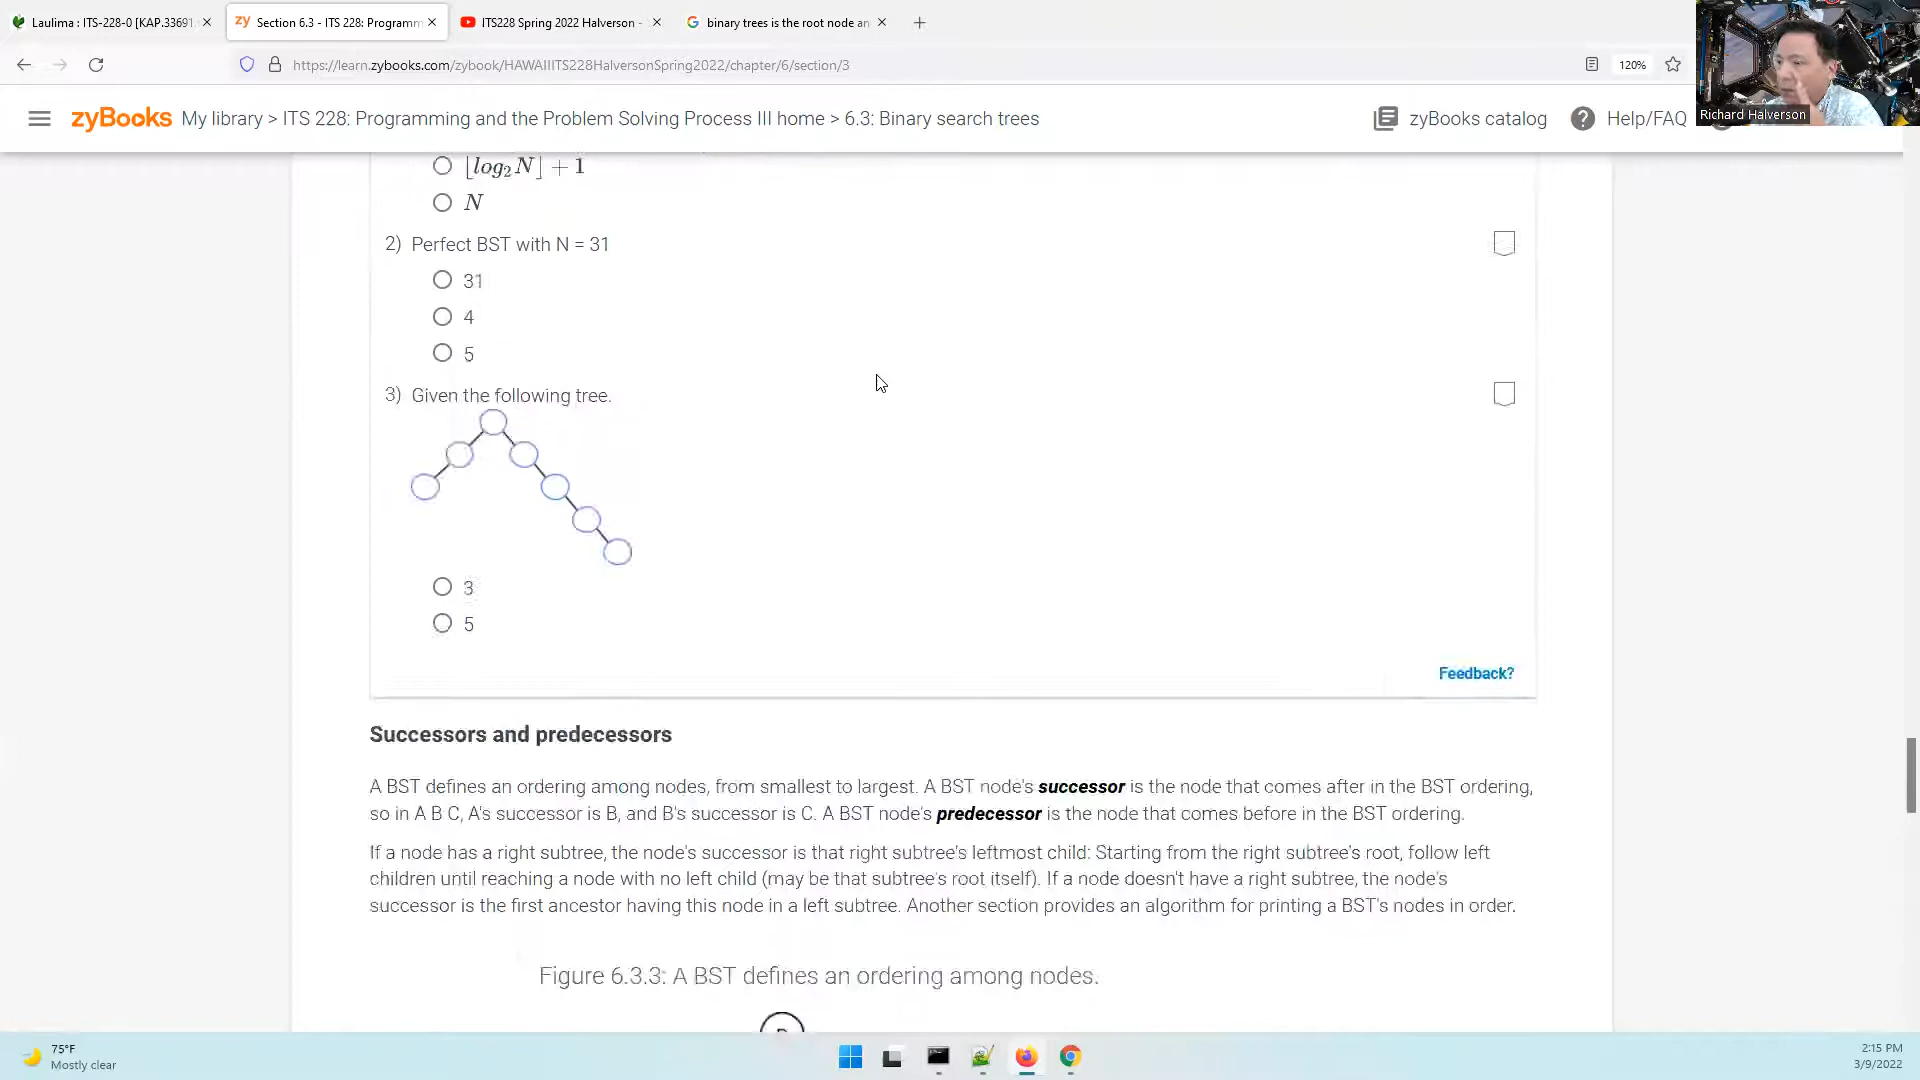 Laulima : ITS-228-0 [KAP.33691
Section 6.3 - ITS 228: Programm
ITS228 Spring 2022 Halverson -
binary trees is the root node an
https://learn.zybooks.com/zybook/HAWAIIITS228HalversonSpring2022/chapter/6/section/3
120%
Richard Halverson
zyBooks My library > ITS 228: Programming and the Problem Solving Process III home > 6.3: Binary search trees
zyBooks catalog
Help/FAQ
⌊log₂N⌋ + 1
N
2) Perfect BST with N = 31
31
4
5
3) Given the following tree.
3
5
Feedback?
Successors and predecessors
A BST defines an ordering among nodes, from smallest to largest. A BST node's successor is the node that comes after in the BST ordering,
so in A B C, A's successor is B, and B's successor is C. A BST node's predecessor is the node that comes before in the BST ordering.
If a node has a right subtree, the node's successor is that right subtree's leftmost child: Starting from the right subtree's root, follow left
children until reaching a node with no left child (may be that subtree's root itself). If a node doesn't have a right subtree, the node's
successor is the first ancestor having this node in a left subtree. Another section provides an algorithm for printing a BST's nodes in order.
Figure 6.3.3: A BST defines an ordering among nodes.
75°F
Mostly clear
2:15 PM
3/9/2022